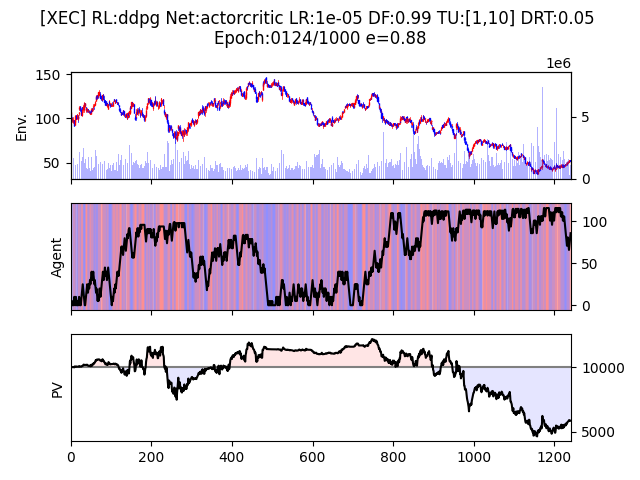 [XEC] RL:ddpg Net:actorcritic LR:1e-05 DF:0.99 TU:[1,10] DRT:0.05
Epoch:0124/1000 e=0.88
1e6
150
100
50
Env.
5
0
Agent
100
50
0
PV
10000
5000
0 200 400 600 800 1000 1200